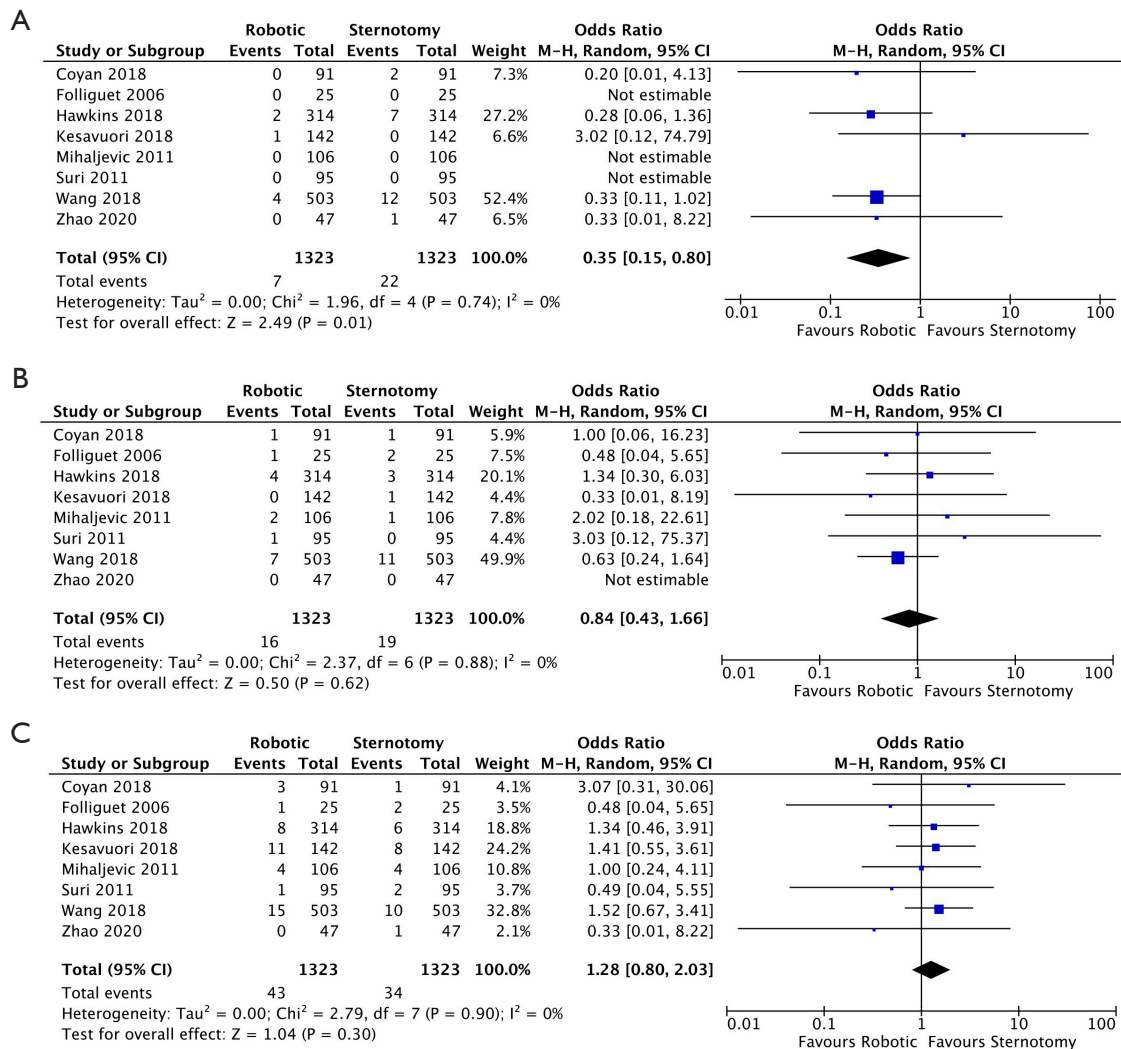 A
Robotic Sternotomy Odds Ratio Odds Ratio
Study or Subgroup Events Total Events Total Weight M-H, Random, 95% CI M-H, Random, 95% CI
Coyan 2018 0 91 2 91 7.3% 0.20 [0.01, 4.13]
Folliguet 2006 0 25 0 25 Not estimable
Hawkins 2018 2 314 7 314 27.2% 0.28 [0.06, 1.36]
Kesavuori 2018 1 142 0 142 6.6% 3.02 [0.12, 74.79]
Mihaljevic 2011 0 106 0 106 Not estimable
Suri 2011 0 95 0 95 Not estimable
Wang 2018 4 503 12 503 52.4% 0.33 [0.11, 1.02]
Zhao 2020 0 47 1 47 6.5% 0.33 [0.01, 8.22]
Total (95% CI) 1323 1323 100.0% 0.35 [0.15, 0.80]
Total events 7 22
Heterogeneity: Tau² = 0.00; Chi² = 1.96, df = 4 (P = 0.74); I² = 0%
Test for overall effect: Z = 2.49 (P = 0.01)
0.01 0.1 1 10 100
Favours Robotic Favours Sternotomy
B
Robotic Sternotomy Odds Ratio Odds Ratio
Study or Subgroup Events Total Events Total Weight M-H, Random, 95% CI M-H, Random, 95% CI
Coyan 2018 1 91 1 91 5.9% 1.00 [0.06, 16.23]
Folliguet 2006 1 25 2 25 7.5% 0.48 [0.04, 5.65]
Hawkins 2018 4 314 3 314 20.1% 1.34 [0.30, 6.03]
Kesavuori 2018 0 142 1 142 4.4% 0.33 [0.01, 8.19]
Mihaljevic 2011 2 106 1 106 7.8% 2.02 [0.18, 22.61]
Suri 2011 1 95 0 95 4.4% 3.03 [0.12, 75.37]
Wang 2018 7 503 11 503 49.9% 0.63 [0.24, 1.64]
Zhao 2020 0 47 0 47 Not estimable
Total (95% CI) 1323 1323 100.0% 0.84 [0.43, 1.66]
Total events 16 19
Heterogeneity: Tau² = 0.00; Chi² = 2.37, df = 6 (P = 0.88); I² = 0%
Test for overall effect: Z = 0.50 (P = 0.62)
0.01 0.1 1 10 100
Favours Robotic Favours Sternotomy
C
Robotic Sternotomy Odds Ratio Odds Ratio
Study or Subgroup Events Total Events Total Weight M-H, Random, 95% CI M-H, Random, 95% CI
Coyan 2018 3 91 1 91 4.1% 3.07 [0.31, 30.06]
Folliguet 2006 1 25 2 25 3.5% 0.48 [0.04, 5.65]
Hawkins 2018 8 314 6 314 18.8% 1.34 [0.46, 3.91]
Kesavuori 2018 11 142 8 142 24.2% 1.41 [0.55, 3.61]
Mihaljevic 2011 4 106 4 106 10.8% 1.00 [0.24, 4.11]
Suri 2011 1 95 2 95 3.7% 0.49 [0.04, 5.55]
Wang 2018 15 503 10 503 32.8% 1.52 [0.67, 3.41]
Zhao 2020 0 47 1 47 2.1% 0.33 [0.01, 8.22]
Total (95% CI) 1323 1323 100.0% 1.28 [0.80, 2.03]
Total events 43 34
Heterogeneity: Tau² = 0.00; Chi² = 2.79, df = 7 (P = 0.90); I² = 0%
Test for overall effect: Z = 1.04 (P = 0.30)
0.01 0.1 1 10 100
Favours Robotic Favours Sternotomy